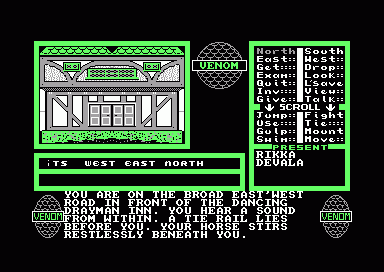 VENOM
North South
East:: West::
Get::: Drop::
Exam:: Look::
Quit:: L'save
Inv::: View::
Give:: Talk::
SCROLL
Jump:: Fight
Use::: Tie:::
Gulp:: Mount
Swim:: Move::
PRESENT
RIKKA
DEVALA
ITS WEST EAST NORTH
YOU ARE ON THE BROAD EAST-WEST
ROAD IN FRONT OF THE DANCING
DRAYMAN INN. YOU HEAR A SOUND
FROM WITHIN. A TIE RAIL LIES
BEFORE YOU. YOUR HORSE STIRS
RESTLESSLY BENEATH YOU.
VENOM
VENOM